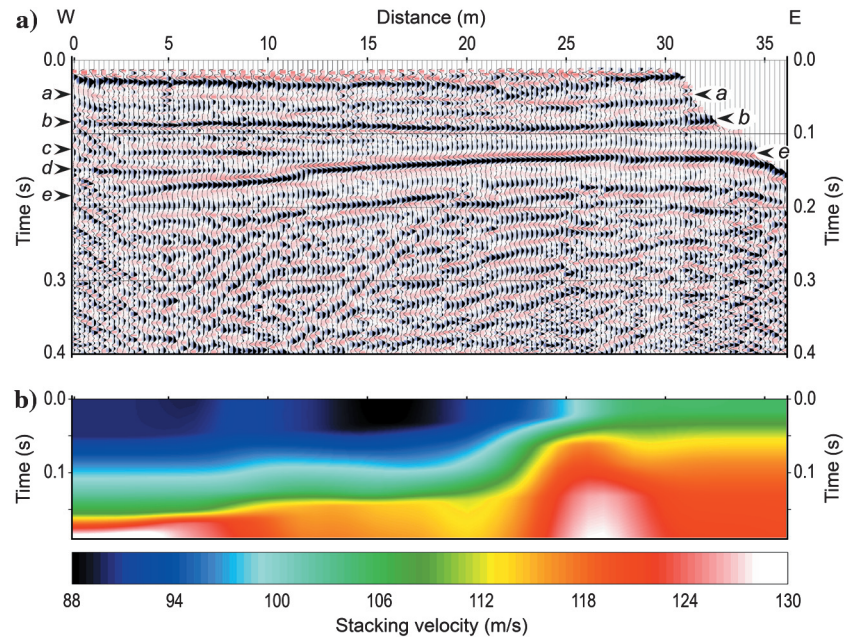 a) W Distance (m) E
0 5 10 15 20 25 30 35
0.0 0.0
a a
b b
0.1
c e
d
e
0.2 0.2
Time (s) Time (s)
0.3 0.3
0.4 0.4
b)
0.0 0.0
0.1 0.1
Time (s) Time (s)
88 94 100 106 112 118 124 130
Stacking velocity (m/s)